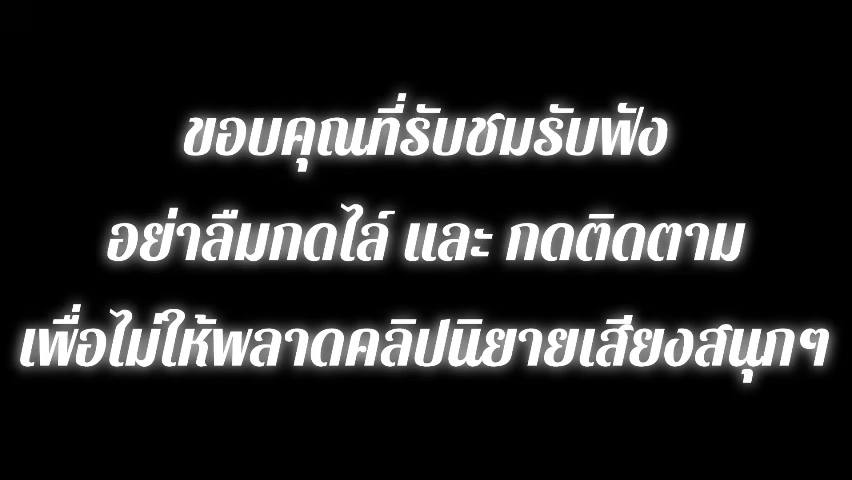 ขอบคุณที่รับชมรับฟัง
อย่าลืมกดไล์ และ กดติดตาม
เพื่อไม่ให้พลาดคลิปนิยายเสียงสนุกๆ